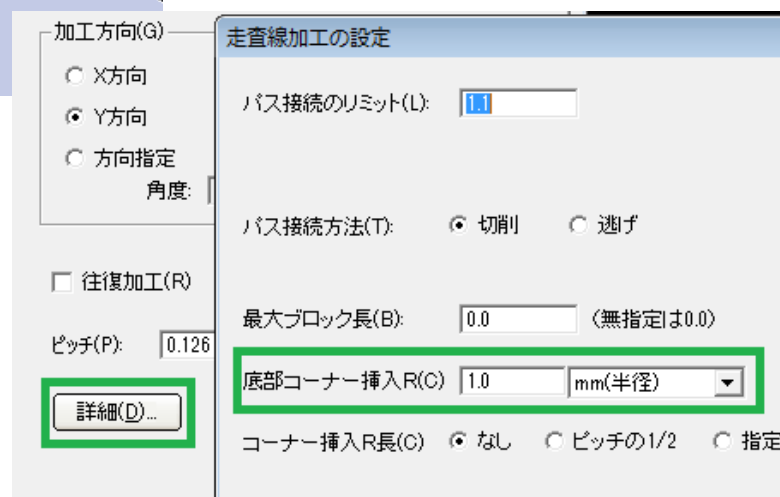 加工方向(G)
X方向
Y方向
方向指定
角度:
往復加工(R)
ピッチ(P): 0.126
詳細(D)...
走査線加工の設定
パス接続のリミット(L): 1.1
パス接続方法(T): 切削 逃げ
最大ブロック長(B): 0.0 (無指定は0.0)
底部コーナー挿入R(C) 1.0 mm(半径)
コーナー挿入R長(C) なし ピッチの1/2 指定